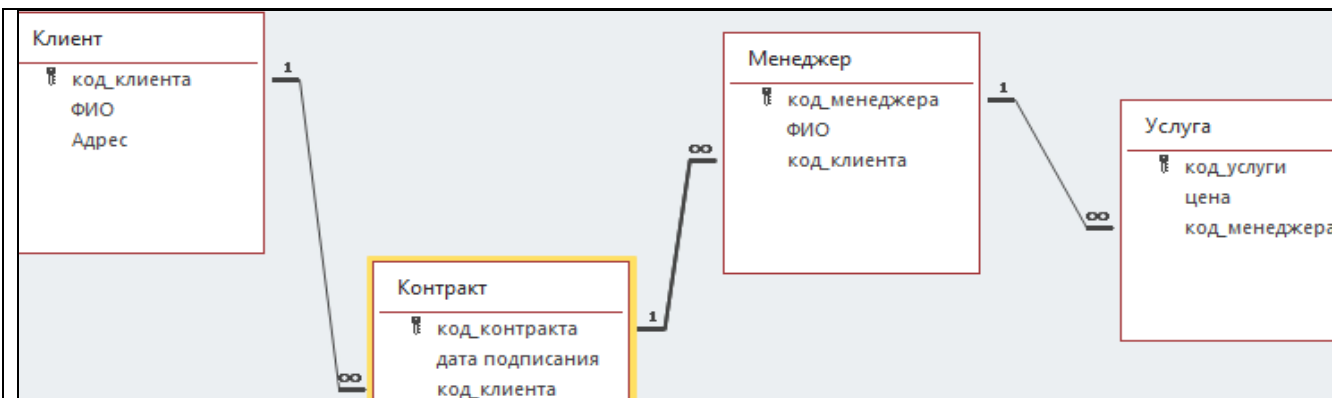 Клиент
код_клиента
ФИО
Адрес
1
∞
Контракт
код_контракта
дата подписания
код_клиента
1
∞
Менеджер
код_менеджера
ФИО
код_клиента
1
∞
Услуга
код_услуги
цена
код_менеджера